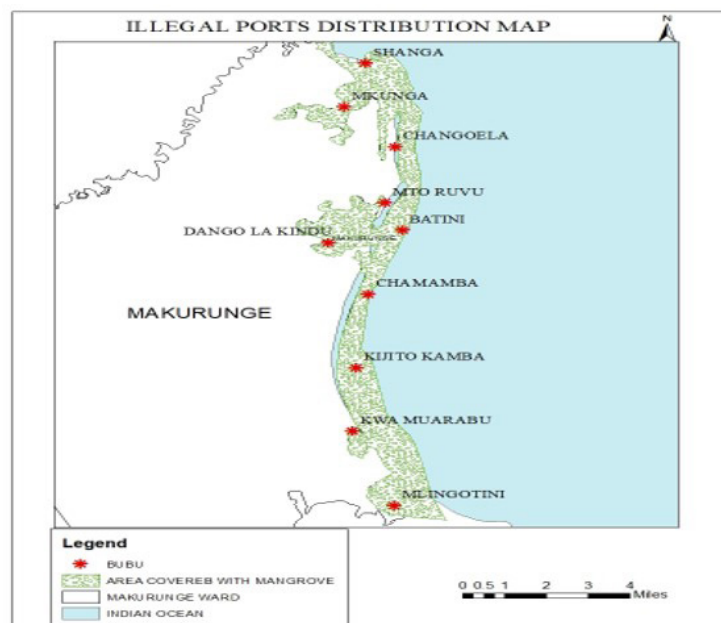 ILLEGAL PORTS DISTRIBUTION MAP
N
SHANGA
MKUNGA
CHANGOELA
MTO RUVU
BATINI
DANGO LA KINDU
MAKURUNGE
CHAMAMBA
MAKURUNGE
KIJITO KAMBA
KWA MUARABU
MLINGOTINI
Legend
BUBU
AREA COVEREB WITH MANGROVE
MAKURUNGE WARD
INDIAN OCEAN
0 0.5 1 2 3 4
Miles